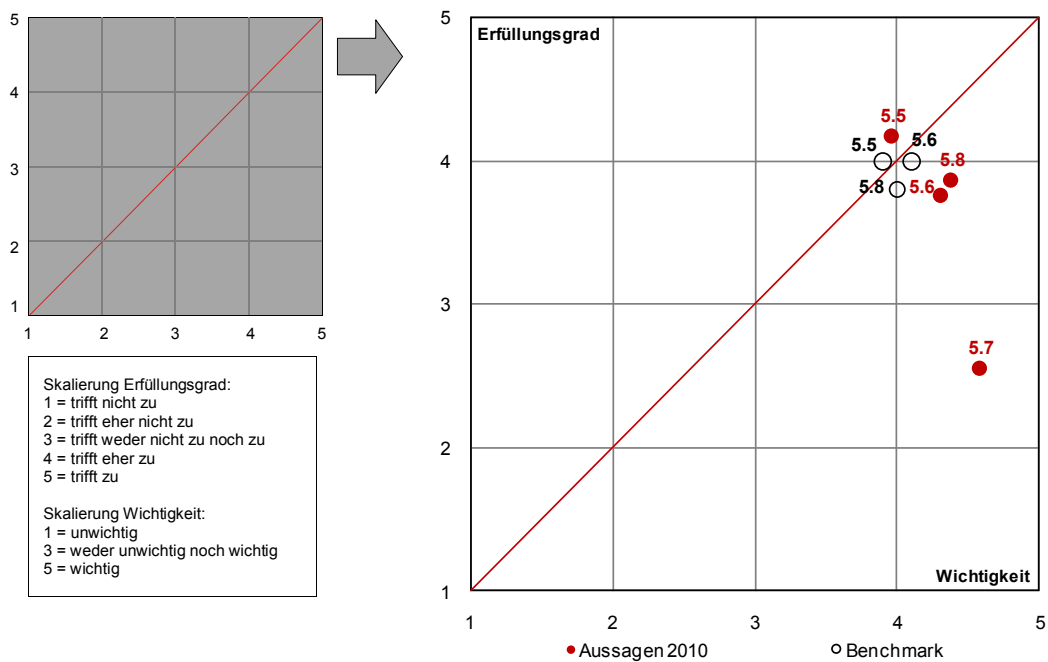 5
4
3
2
1
1 2 3 4 5
Skalierung Erfüllungsgrad:
1 = trifft nicht zu
2 = trifft eher nicht zu
3 = trifft weder nicht zu noch zu
4 = trifft eher zu
5 = trifft zu
Skalierung Wichtigkeit:
1 = unwichtig
3 = weder unwichtig noch wichtig
5 = wichtig
5
Erfüllungsgrad
5.5
5.5 5.6
4
5.8
5.8 5.6
3
5.7
2
Wichtigkeit
1
1 2 3 4 5
Aussagen 2010 Benchmark